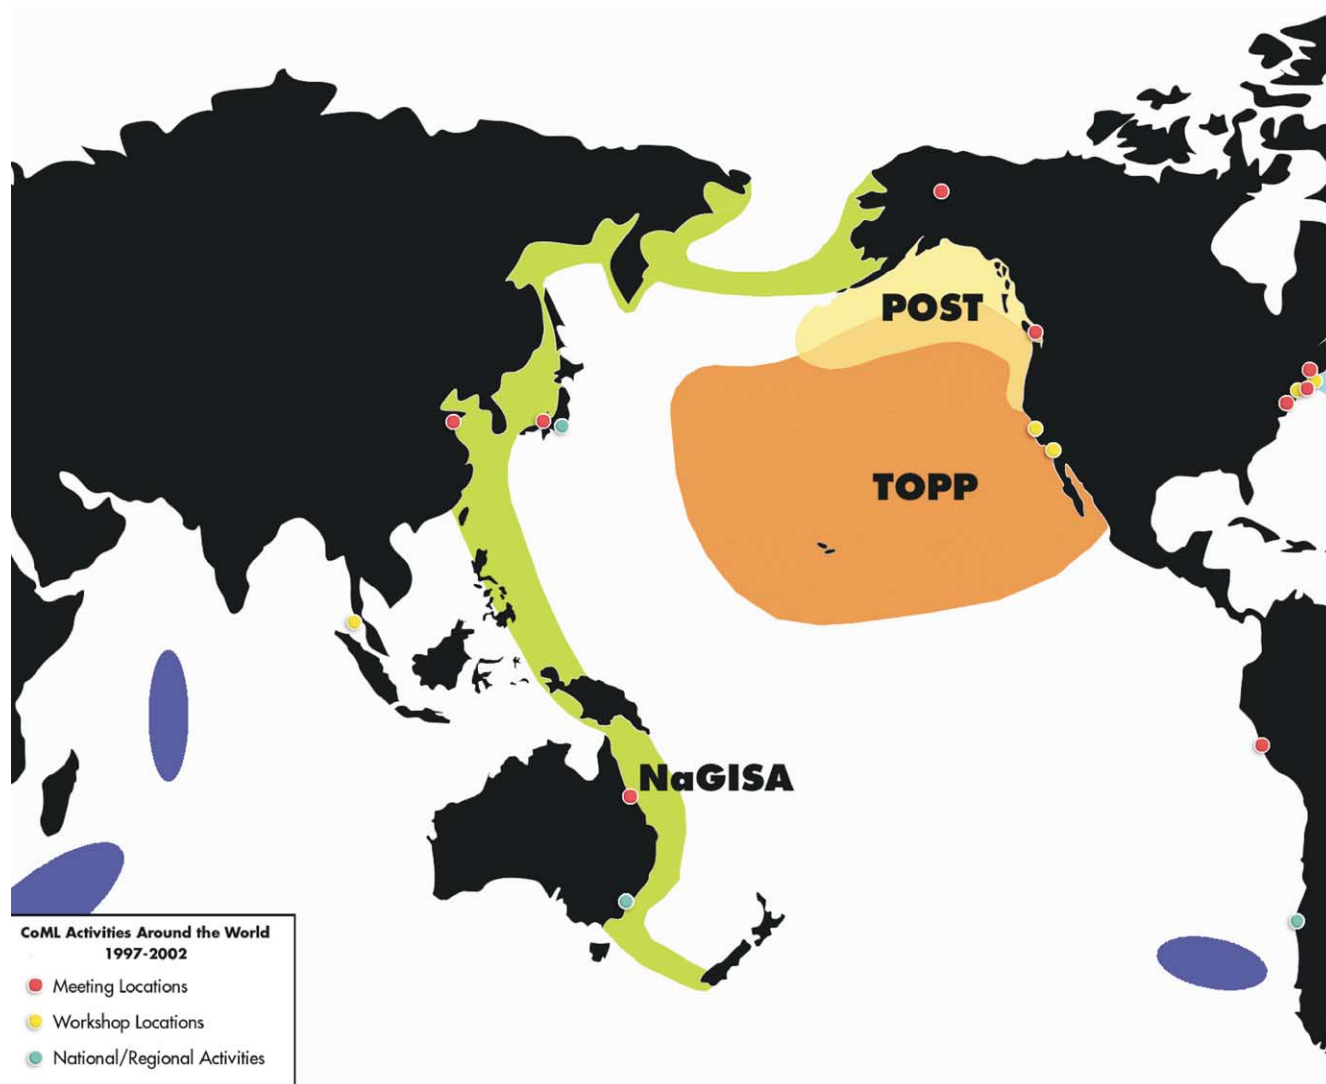 POST
TOPP
NaGISA
CoML Activities Around the World
1997-2002
Meeting Locations
Workshop Locations
National/Regional Activities